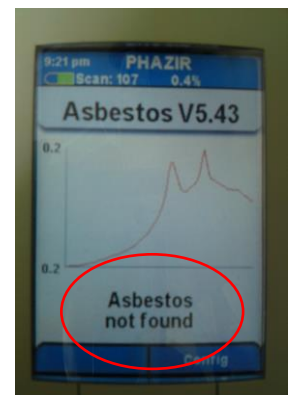 9:21 pm PHAZIR
Scan: 107 0.4%
Asbestos V5.43
0.2
0.2
Asbestos
not found
Config